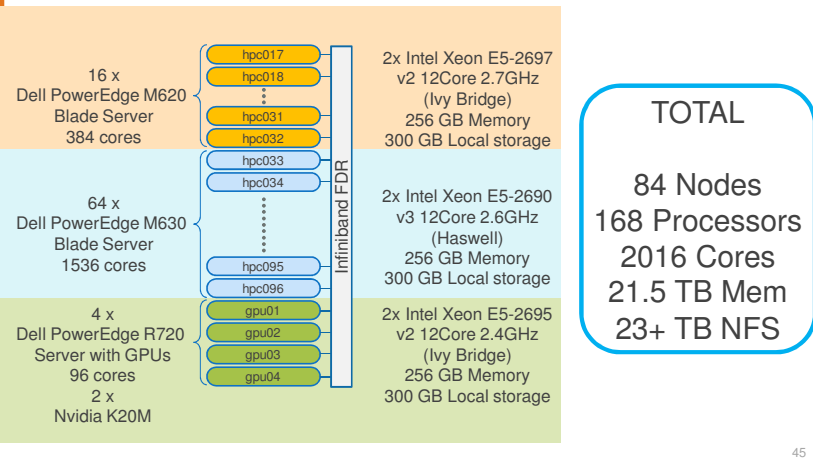 16 x
Dell PowerEdge M620
Blade Server
384 cores
hpc017
hpc018
hpc031
hpc032
2x Intel Xeon E5-2697
v2 12Core 2.7GHz
(Ivy Bridge)
256 GB Memory
300 GB Local storage
64 x
Dell PowerEdge M630
Blade Server
1536 cores
hpc033
hpc034
hpc095
hpc096
2x Intel Xeon E5-2690
v3 12Core 2.6GHz
(Haswell)
256 GB Memory
300 GB Local storage
4 x
Dell PowerEdge R720
Server with GPUs
96 cores
2 x
Nvidia K20M
gpu01
gpu02
gpu03
gpu04
2x Intel Xeon E5-2695
v2 12Core 2.4GHz
(Ivy Bridge)
256 GB Memory
300 GB Local storage
Infiniband FDR
TOTAL
84 Nodes
168 Processors
2016 Cores
21.5 TB Mem
23+ TB NFS
45